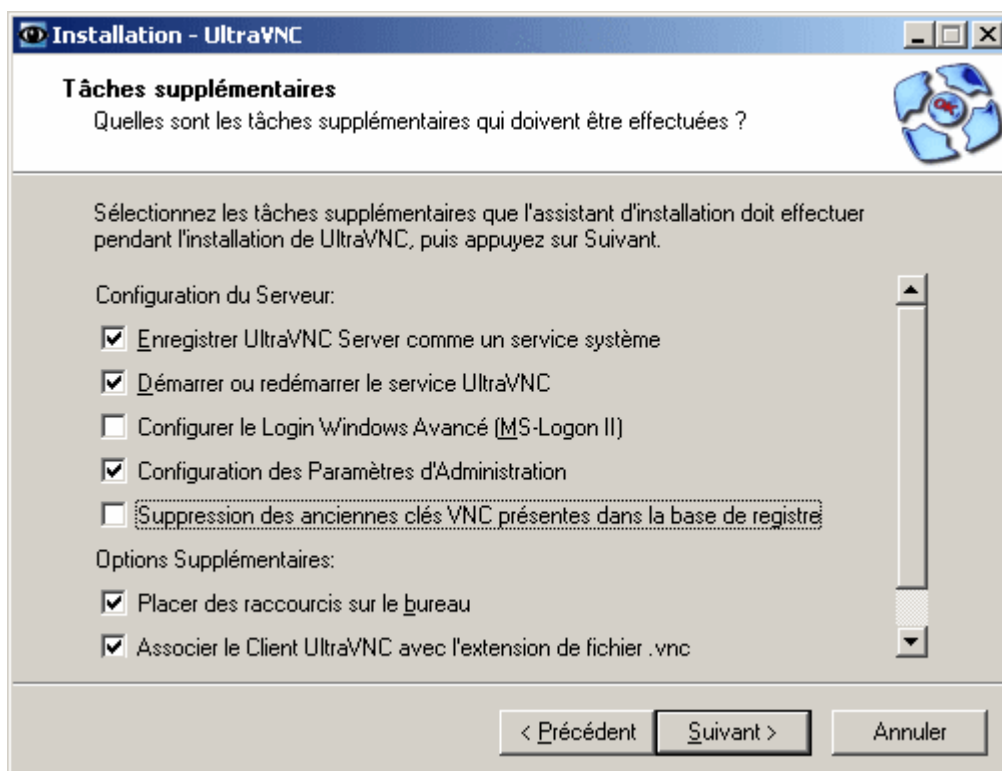 Installation - UltraVNC
Tâches supplémentaires
Quelles sont les tâches supplémentaires qui doivent être effectuées ?
OK
Sélectionnez les tâches supplémentaires que l'assistant d'installation doit effectuer
pendant l'installation de UltraVNC, puis appuyez sur Suivant.
Configuration du Serveur:
Enregistrer UltraVNC Server comme un service système
Démarrer ou redémarrer le service UltraVNC
Configurer le Login Windows Avancé (MS-Logon II)
Configuration des Paramètres d'Administration
Suppression des anciennes clés VNC présentes dans la base de registre
Options Supplémentaires:
Placer des raccourcis sur le bureau
Associer le Client UltraVNC avec l'extension de fichier .vnc
< Précédent
Suivant >
Annuler